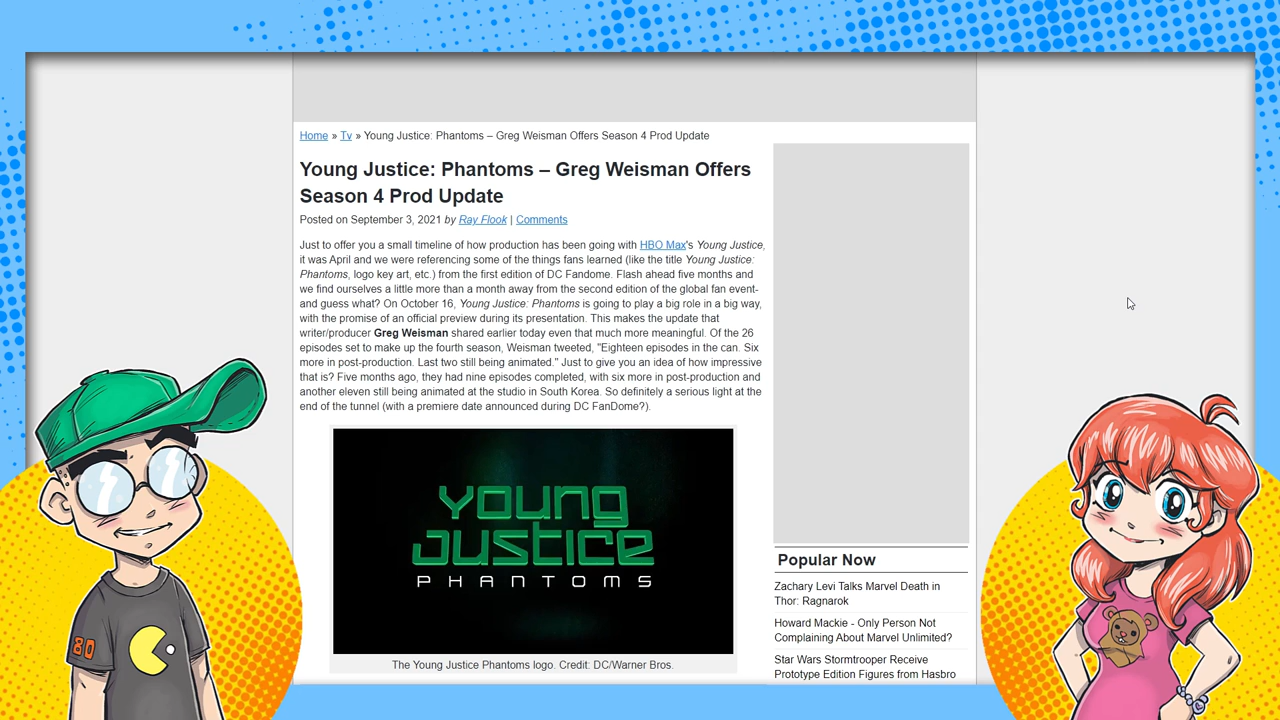 Home » Tv » Young Justice: Phantoms – Greg Weisman Offers Season 4 Prod Update
Young Justice: Phantoms – Greg Weisman Offers
Season 4 Prod Update
Posted on September 3, 2021 by Ray Flook | Comments
Just to offer you a small timeline of how production has been going with HBO Max's Young Justice,
it was April and we were referencing some of the things fans learned (like the title Young Justice:
Phantoms, logo key art, etc.) from the first edition of DC Fandome. Flash ahead five months and
we find ourselves a little more than a month away from the second edition of the global fan event-
and guess what? On October 16, Young Justice: Phantoms is going to play a big role in a big way,
with the promise of an official preview during its presentation. This makes the update that
writer/producer Greg Weisman shared earlier today even that much more meaningful. Of the 26
episodes set to make up the fourth season, Weisman tweeted, "Eighteen episodes in the can. Six
more in post-production. Last two still being animated." Just to give you an idea of how impressive
that is? Five months ago, they had nine episodes completed, with six more in post-production and
another eleven still being animated at the studio in South Korea. So definitely a serious light at the
end of the tunnel (with a premiere date announced during DC FanDome?).
Young
Justice
PHANTOMS
The Young Justice Phantoms logo. Credit: DC/Warner Bros.
Popular Now
Zachary Levi Talks Marvel Death in
Thor: Ragnarok
Howard Mackie - Only Person Not
Complaining About Marvel Unlimited?
Star Wars Stormtrooper Receive
Prototype Edition Figures from Hasbro
80